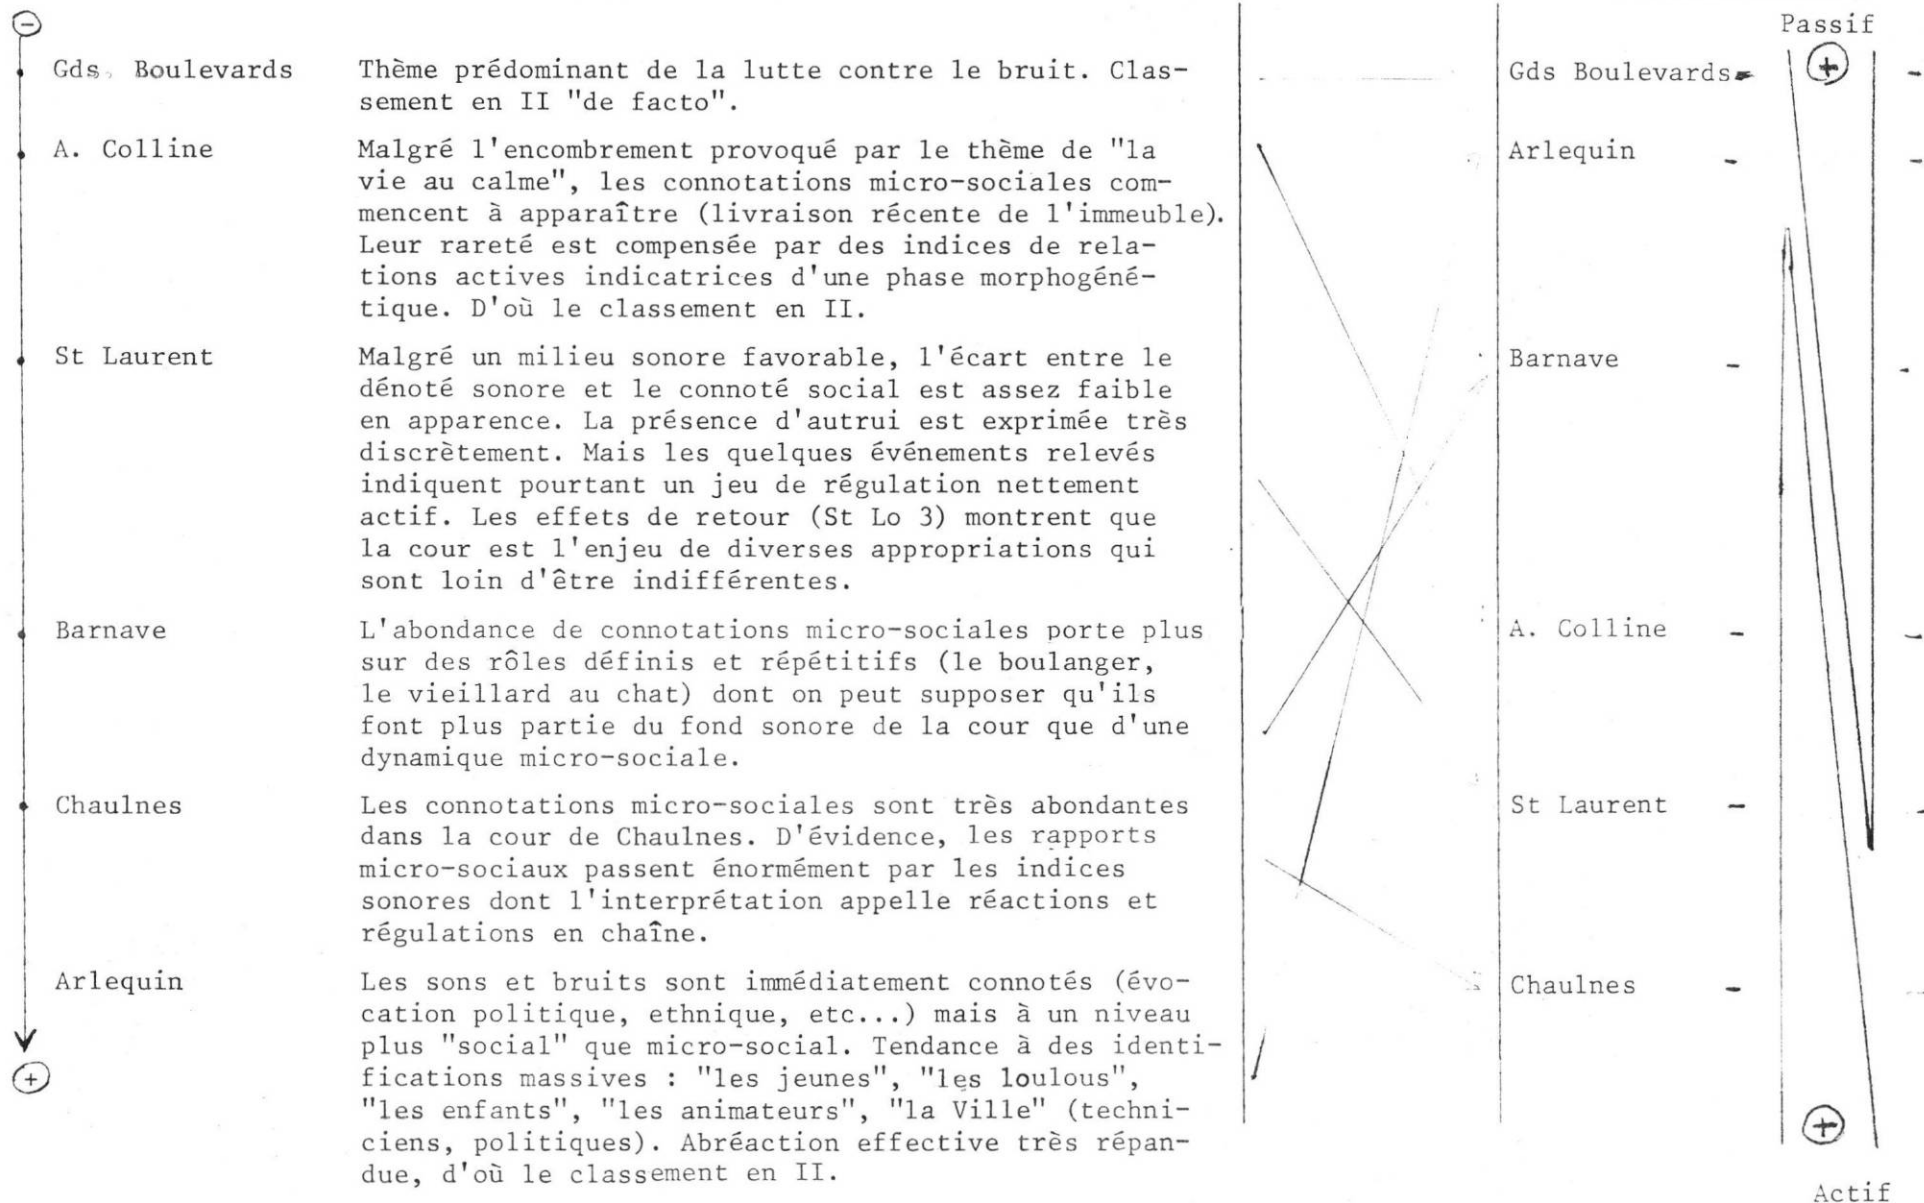 ⊖
Gds. Boulevards
Thème prédominant de la lutte contre le bruit. Clas-
sement en II "de facto".
A. Colline
Malgré l'encombrement provoqué par le thème de "la
vie au calme", les connotations micro-sociales com-
mencent à apparaître (livraison récente de l'immeuble).
Leur rareté est compensée par des indices de rela-
tions actives indicatrices d'une phase morphogéné-
tique. D'où le classement en II.
St Laurent
Malgré un milieu sonore favorable, l'écart entre le
dénoté sonore et le connoté social est assez faible
en apparence. La présence d'autrui est exprimée très
discrètement. Mais les quelques événements relevés
indiquent pourtant un jeu de régulation nettement
actif. Les effets de retour (St Lo 3) montrent que
la cour est l'enjeu de diverses appropriations qui
sont loin d'être indifférentes.
Barnave
L'abondance de connotations micro-sociales porte plus
sur des rôles définis et répétitifs (le boulanger,
le vieillard au chat) dont on peut supposer qu'ils
font plus partie du fond sonore de la cour que d'une
dynamique micro-sociale.
Chaulnes
Les connotations micro-sociales sont très abondantes
dans la cour de Chaulnes. D'évidence, les rapports
micro-sociaux passent énormément par les indices
sonores dont l'interprétation appelle réactions et
régulations en chaîne.
Arlequin
Les sons et bruits sont immédiatement connotés (évo-
cation politique, ethnique, etc...) mais à un niveau
plus "social" que micro-social. Tendance à des identi-
fications massives : "les jeunes", "les loulous",
"les enfants", "les animateurs", "la Ville" (techni-
ciens, politiques). Abréaction effective très répan-
due, d'où le classement en II.
⊕
Gds Boulevards
Arlequin
Barnave
A. Colline
St Laurent
Chaulnes
Passif
⊕
⊕
Actif